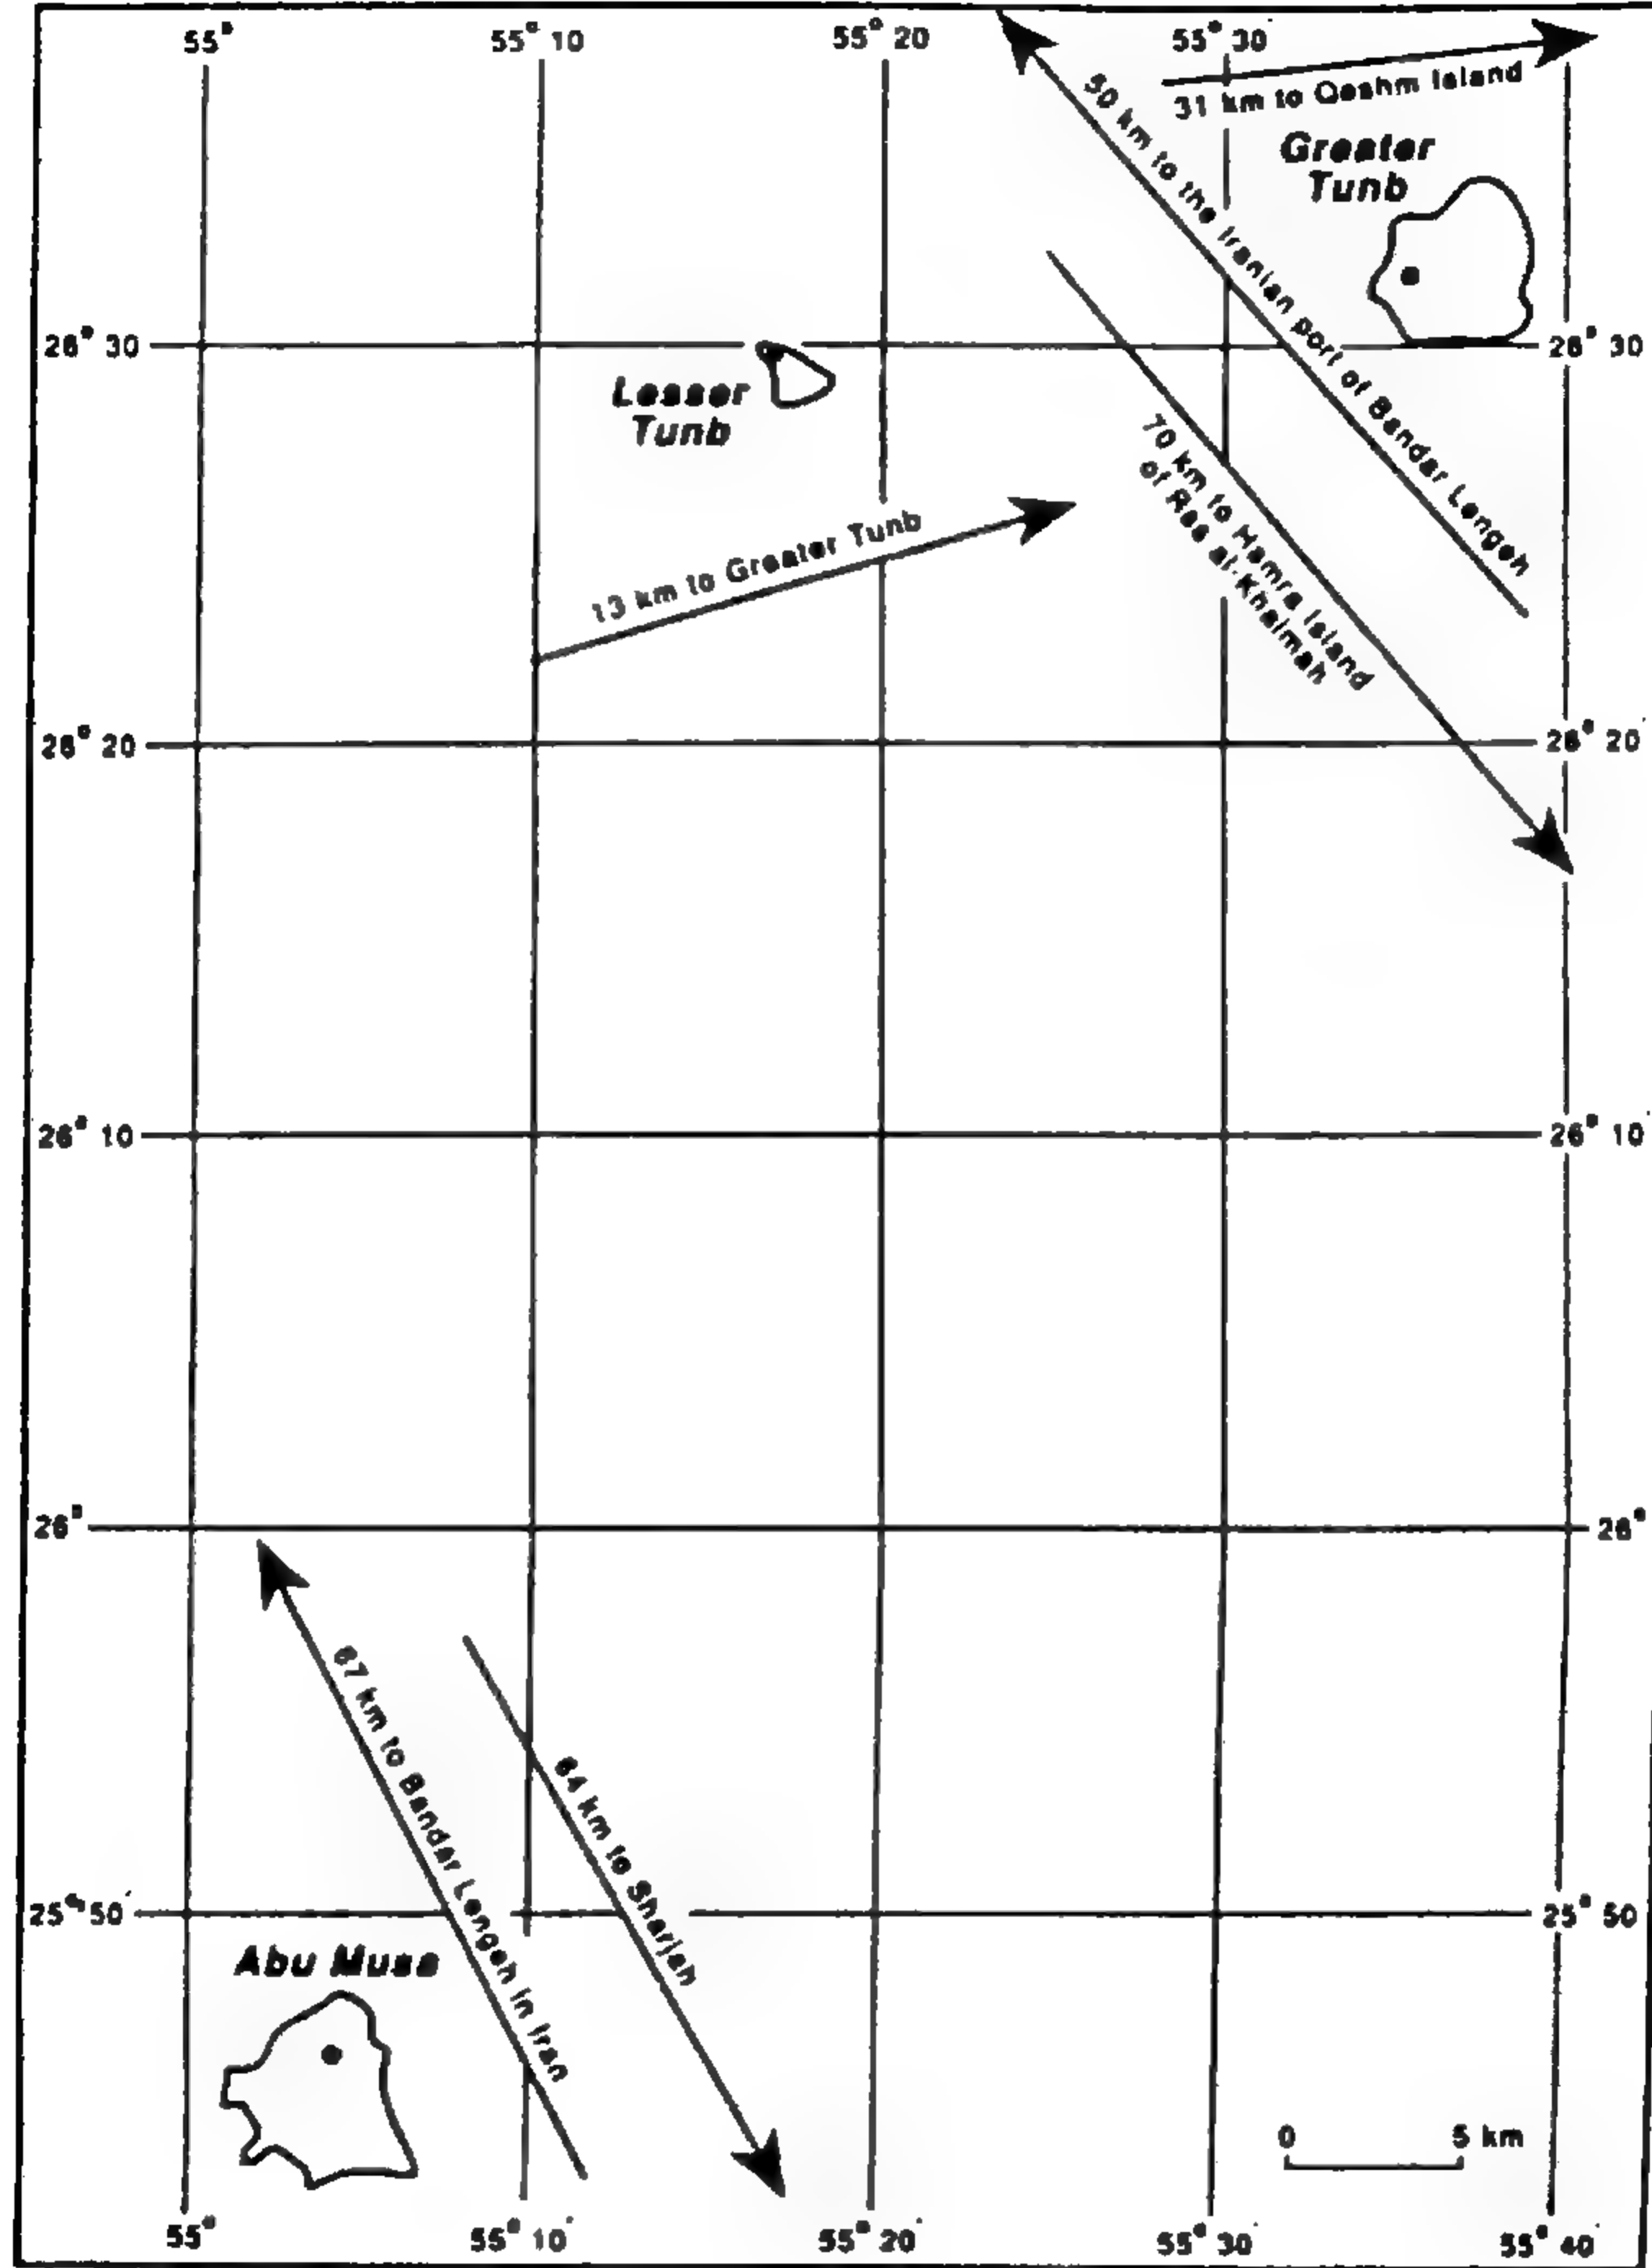 55°
55° 10
55° 20
55° 30
31 km to Qeshm Island
50 km to the Iranian port of Bandar Lengeh
Greater
Tunb
26° 30
26° 30
Lesser
Tunb
70 km to Hamra Island
of Ras al-Khaimah
13 km to Greater Tunb
26° 20
26° 20
26° 10
26° 10
26°
26°
67 km to Bandar Lengeh in Iran
64 km to Sharjah
25° 50'
25° 50
Abu Musa
0 5 km
55°
55° 10'
55° 20'
55° 30'
55° 40'